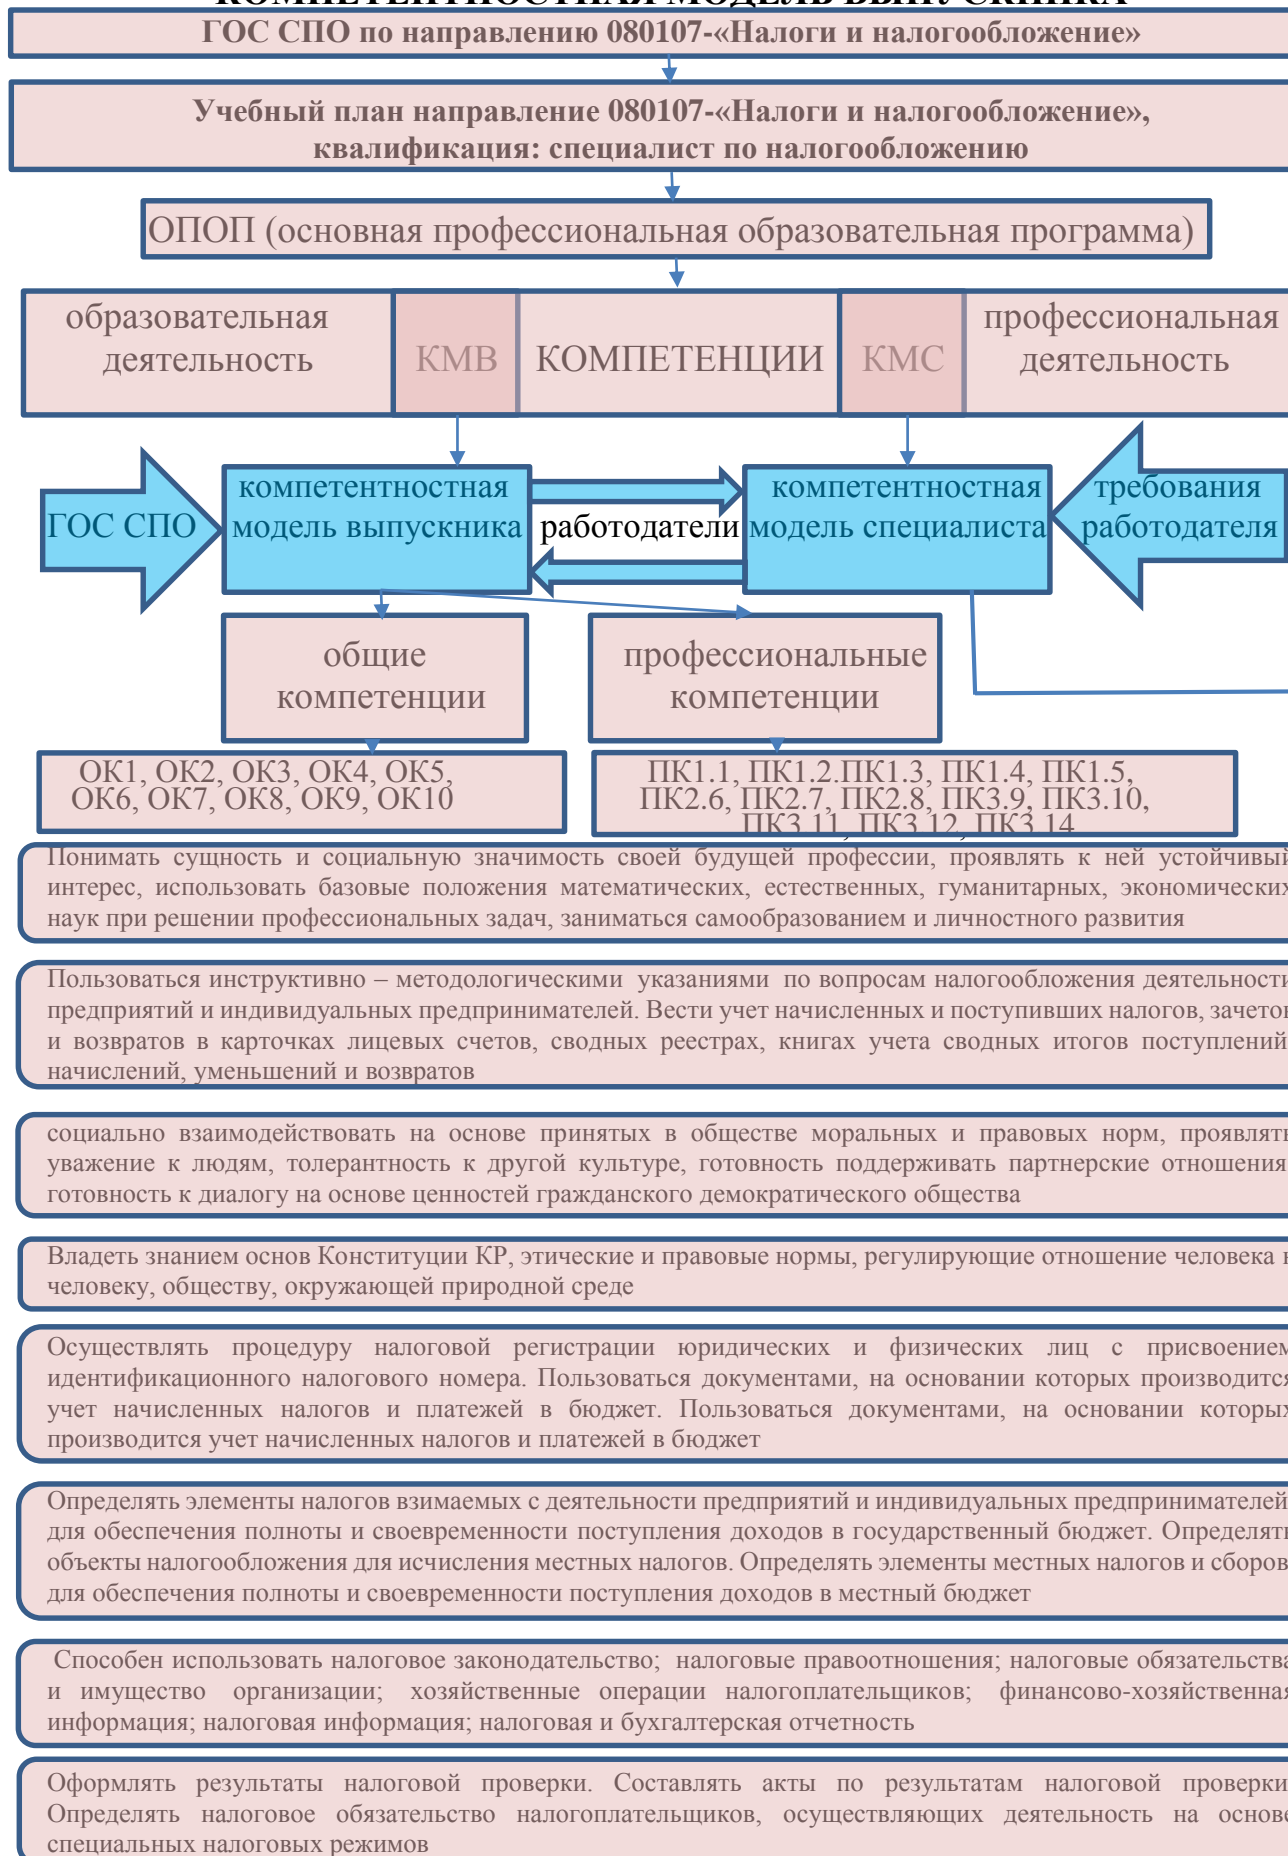 КОМПЕТЕНТНОСТНАЯ МОДЕЛЬ ВЫПУСКНИКА
ГОС СПО по направлению 080107-«Налоги и налогообложение»
Учебный план направление 080107-«Налоги и налогообложение»,
квалификация: специалист по налогообложению
ОПОП (основная профессиональная образовательная программа)
образовательная
деятельность
КМВ
КОМПЕТЕНЦИИ
КМС
профессиональная
деятельность
ГОС СПО
компетентностная
модель выпускника
работодатели
компетентностная
модель специалиста
требования
работодателя
общие
компетенции
профессиональные
компетенции
ОК1, ОК2, ОК3, ОК4, ОК5,
ОК6, ОК7, ОК8, ОК9, ОК10
ПК1.1, ПК1.2.ПК1.3, ПК1.4, ПК1.5,
ПК2.6, ПК2.7, ПК2.8, ПК3.9, ПК3.10,
ПК3.11, ПК3.12, ПК3.14
Понимать сущность и социальную значимость своей будущей профессии, проявлять к ней устойчивый
интерес, использовать базовые положения математических, естественных, гуманитарных, экономических
наук при решении профессиональных задач, заниматься самообразованием и личностного развития
Пользоваться инструктивно – методологическими указаниями по вопросам налогообложения деятельности
предприятий и индивидуальных предпринимателей. Вести учет начисленных и поступивших налогов, зачетов
и возвратов в карточках лицевых счетов, сводных реестрах, книгах учета сводных итогов поступлений
начислений, уменьшений и возвратов
социально взаимодействовать на основе принятых в обществе моральных и правовых норм, проявлять
уважение к людям, толерантность к другой культуре, готовность поддерживать партнерские отношения
готовность к диалогу на основе ценностей гражданского демократического общества
Владеть знанием основ Конституции КР, этические и правовые нормы, регулирующие отношение человека к
человеку, обществу, окружающей природной среде
Осуществлять процедуру налоговой регистрации юридических и физических лиц с присвоением
идентификационного налогового номера. Пользоваться документами, на основании которых производится
учет начисленных налогов и платежей в бюджет. Пользоваться документами, на основании которых
производится учет начисленных налогов и платежей в бюджет
Определять элементы налогов взимаемых с деятельности предприятий и индивидуальных предпринимателей
для обеспечения полноты и своевременности поступления доходов в государственный бюджет. Определять
объекты налогообложения для исчисления местных налогов. Определять элементы местных налогов и сборов
для обеспечения полноты и своевременности поступления доходов в местный бюджет
Способен использовать налоговое законодательство; налоговые правоотношения; налоговые обязательства
и имущество организации; хозяйственные операции налогоплательщиков; финансово-хозяйственная
информация; налоговая информация; налоговая и бухгалтерская отчетность
Оформлять результаты налоговой проверки. Составлять акты по результатам налоговой проверки
Определять налоговое обязательство налогоплательщиков, осуществляющих деятельность на основе
специальных налоговых режимов